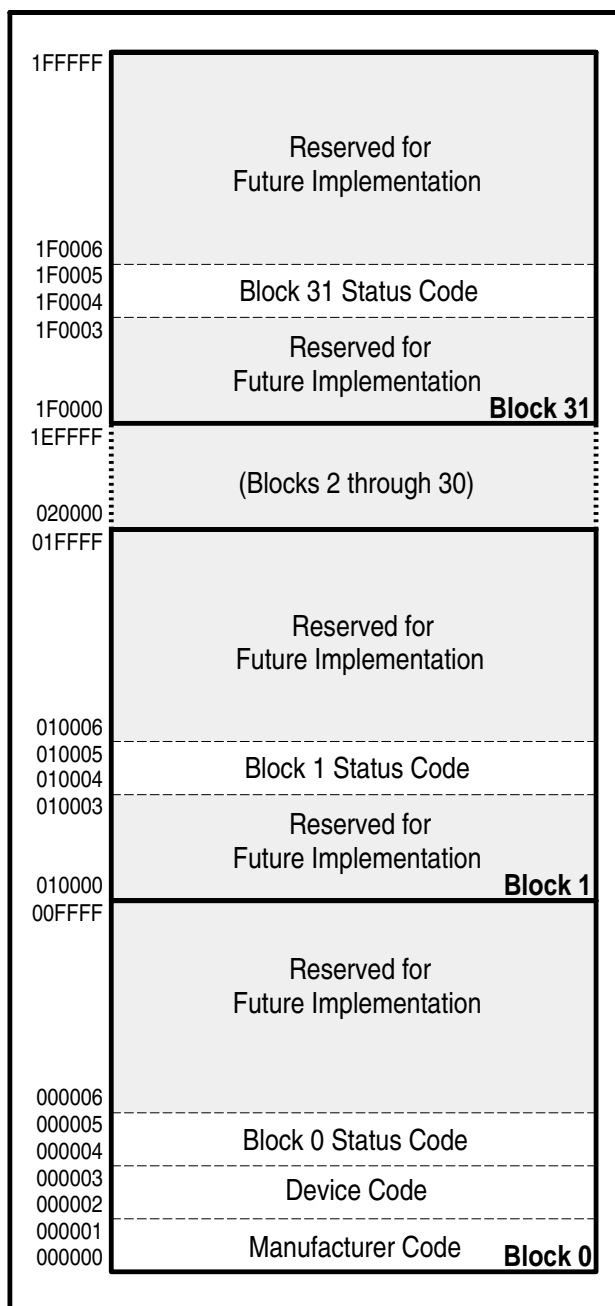 1FFFFF
Reserved for
Future Implementation
1F0006
1F0005
Block 31 Status Code
1F0004
1F0003
Reserved for
Future Implementation
1F0000
Block 31
1EFFFF
(Blocks 2 through 30)
020000
01FFFF
Reserved for
Future Implementation
010006
010005
Block 1 Status Code
010004
010003
Reserved for
Future Implementation
010000
Block 1
00FFFF
Reserved for
Future Implementation
000006
000005
Block 0 Status Code
000004
000003
Device Code
000002
000001
Manufacturer Code
000000
Block 0